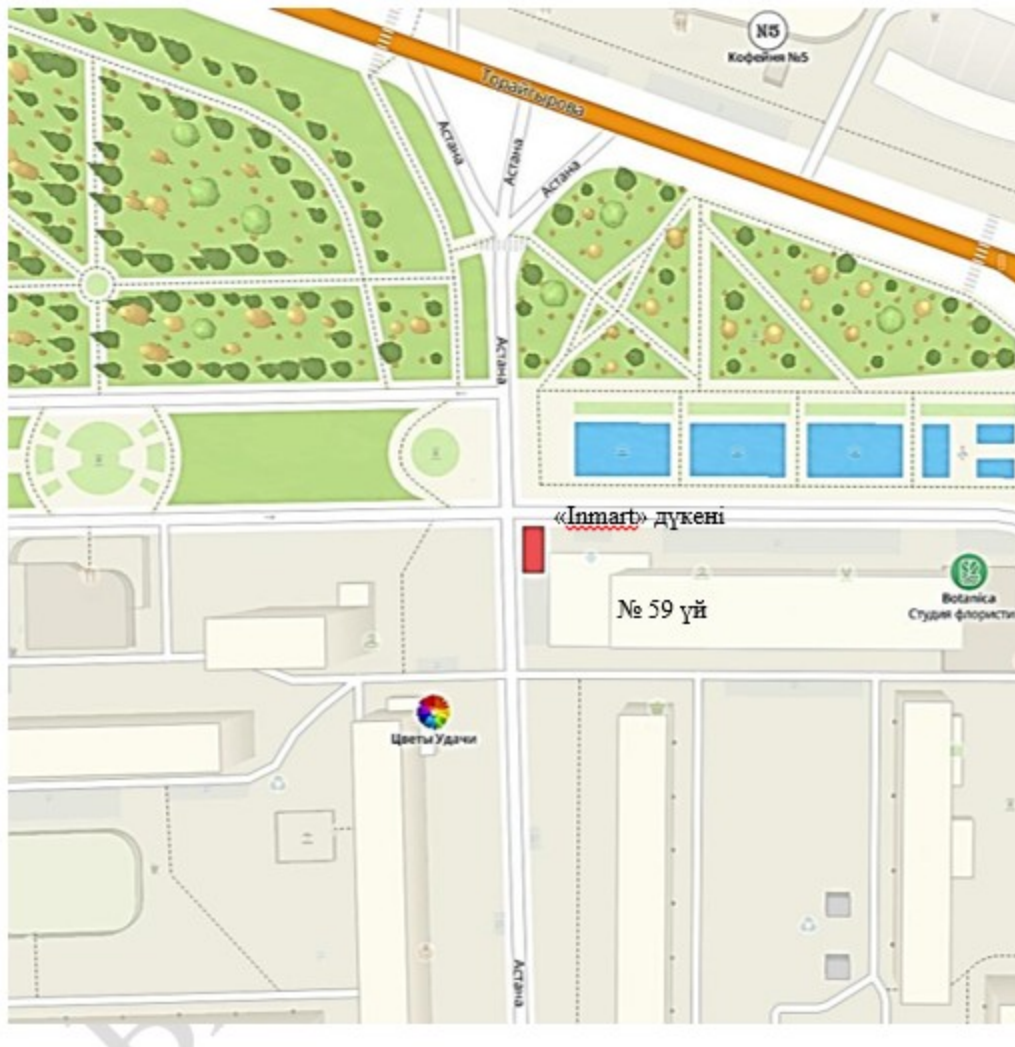 N5
Кофейня №5
Торайгырова
Астана
Астана
Астана
Астана
«Inmart» дүкені
№ 59 үй
Botanica
Студия флористи
Цветы Удачи
Астана